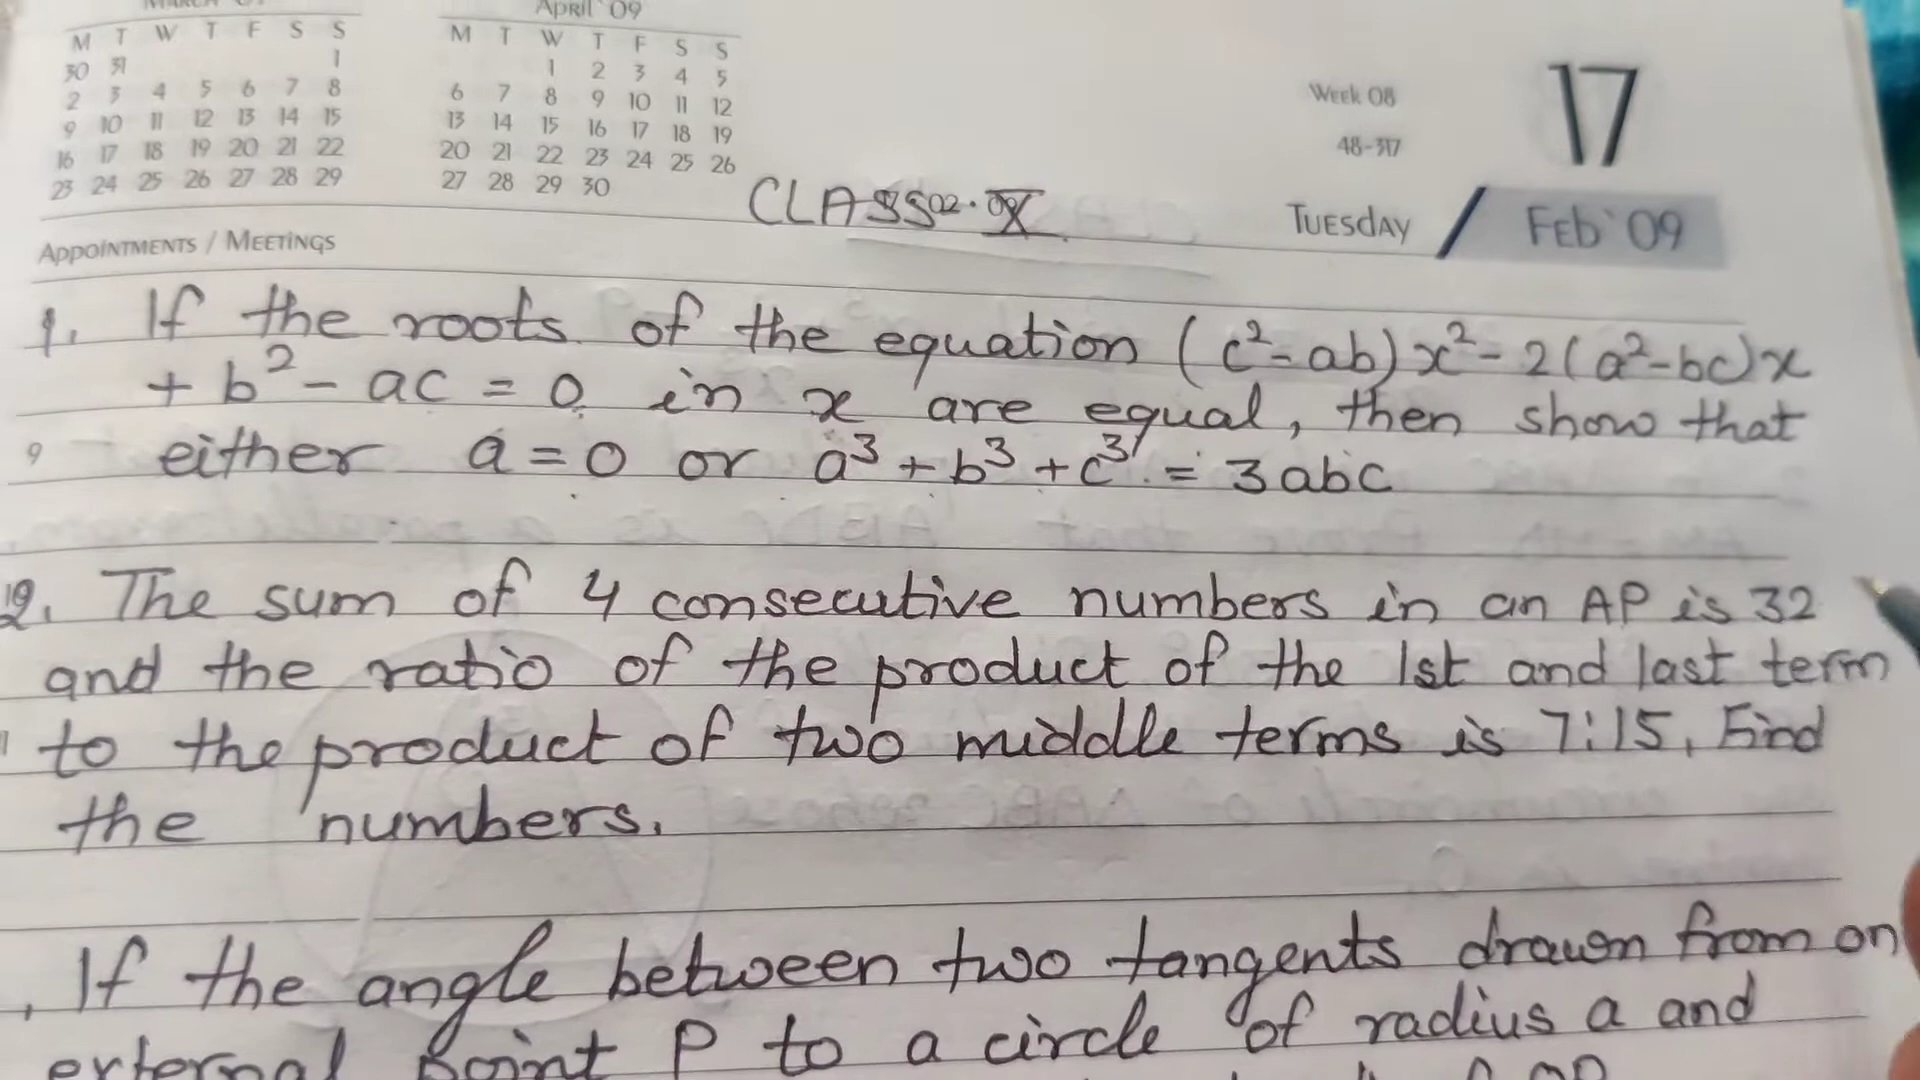 April '09
M T W T F S S
M T W T F S S
30 31 1
1 2 3 4 5
2 3 4 5 6 7 8
6 7 8 9 10 11 12
9 10 11 12 13 14 15
13 14 15 16 17 18 19
16 17 18 19 20 21 22
20 21 22 23 24 25 26
23 24 25 26 27 28 29
27 28 29 30
Week 08
48-317
17
Tuesday
Feb '09
CLASS X
Appointments / Meetings
1. If the roots of the equation (c²-ab)x²-2(a²-bc)x
+ b² - ac = 0 in x are equal, then show that
9
either a = 0 or a³ + b³ + c³ = 3abc
2. The sum of 4 consecutive numbers in an AP is 32
and the ratio of the product of the 1st and last term
to the product of two middle terms is 7:15, Find
the numbers.
If the angle between two tangents drawn from an
external point P to a circle of radius a and